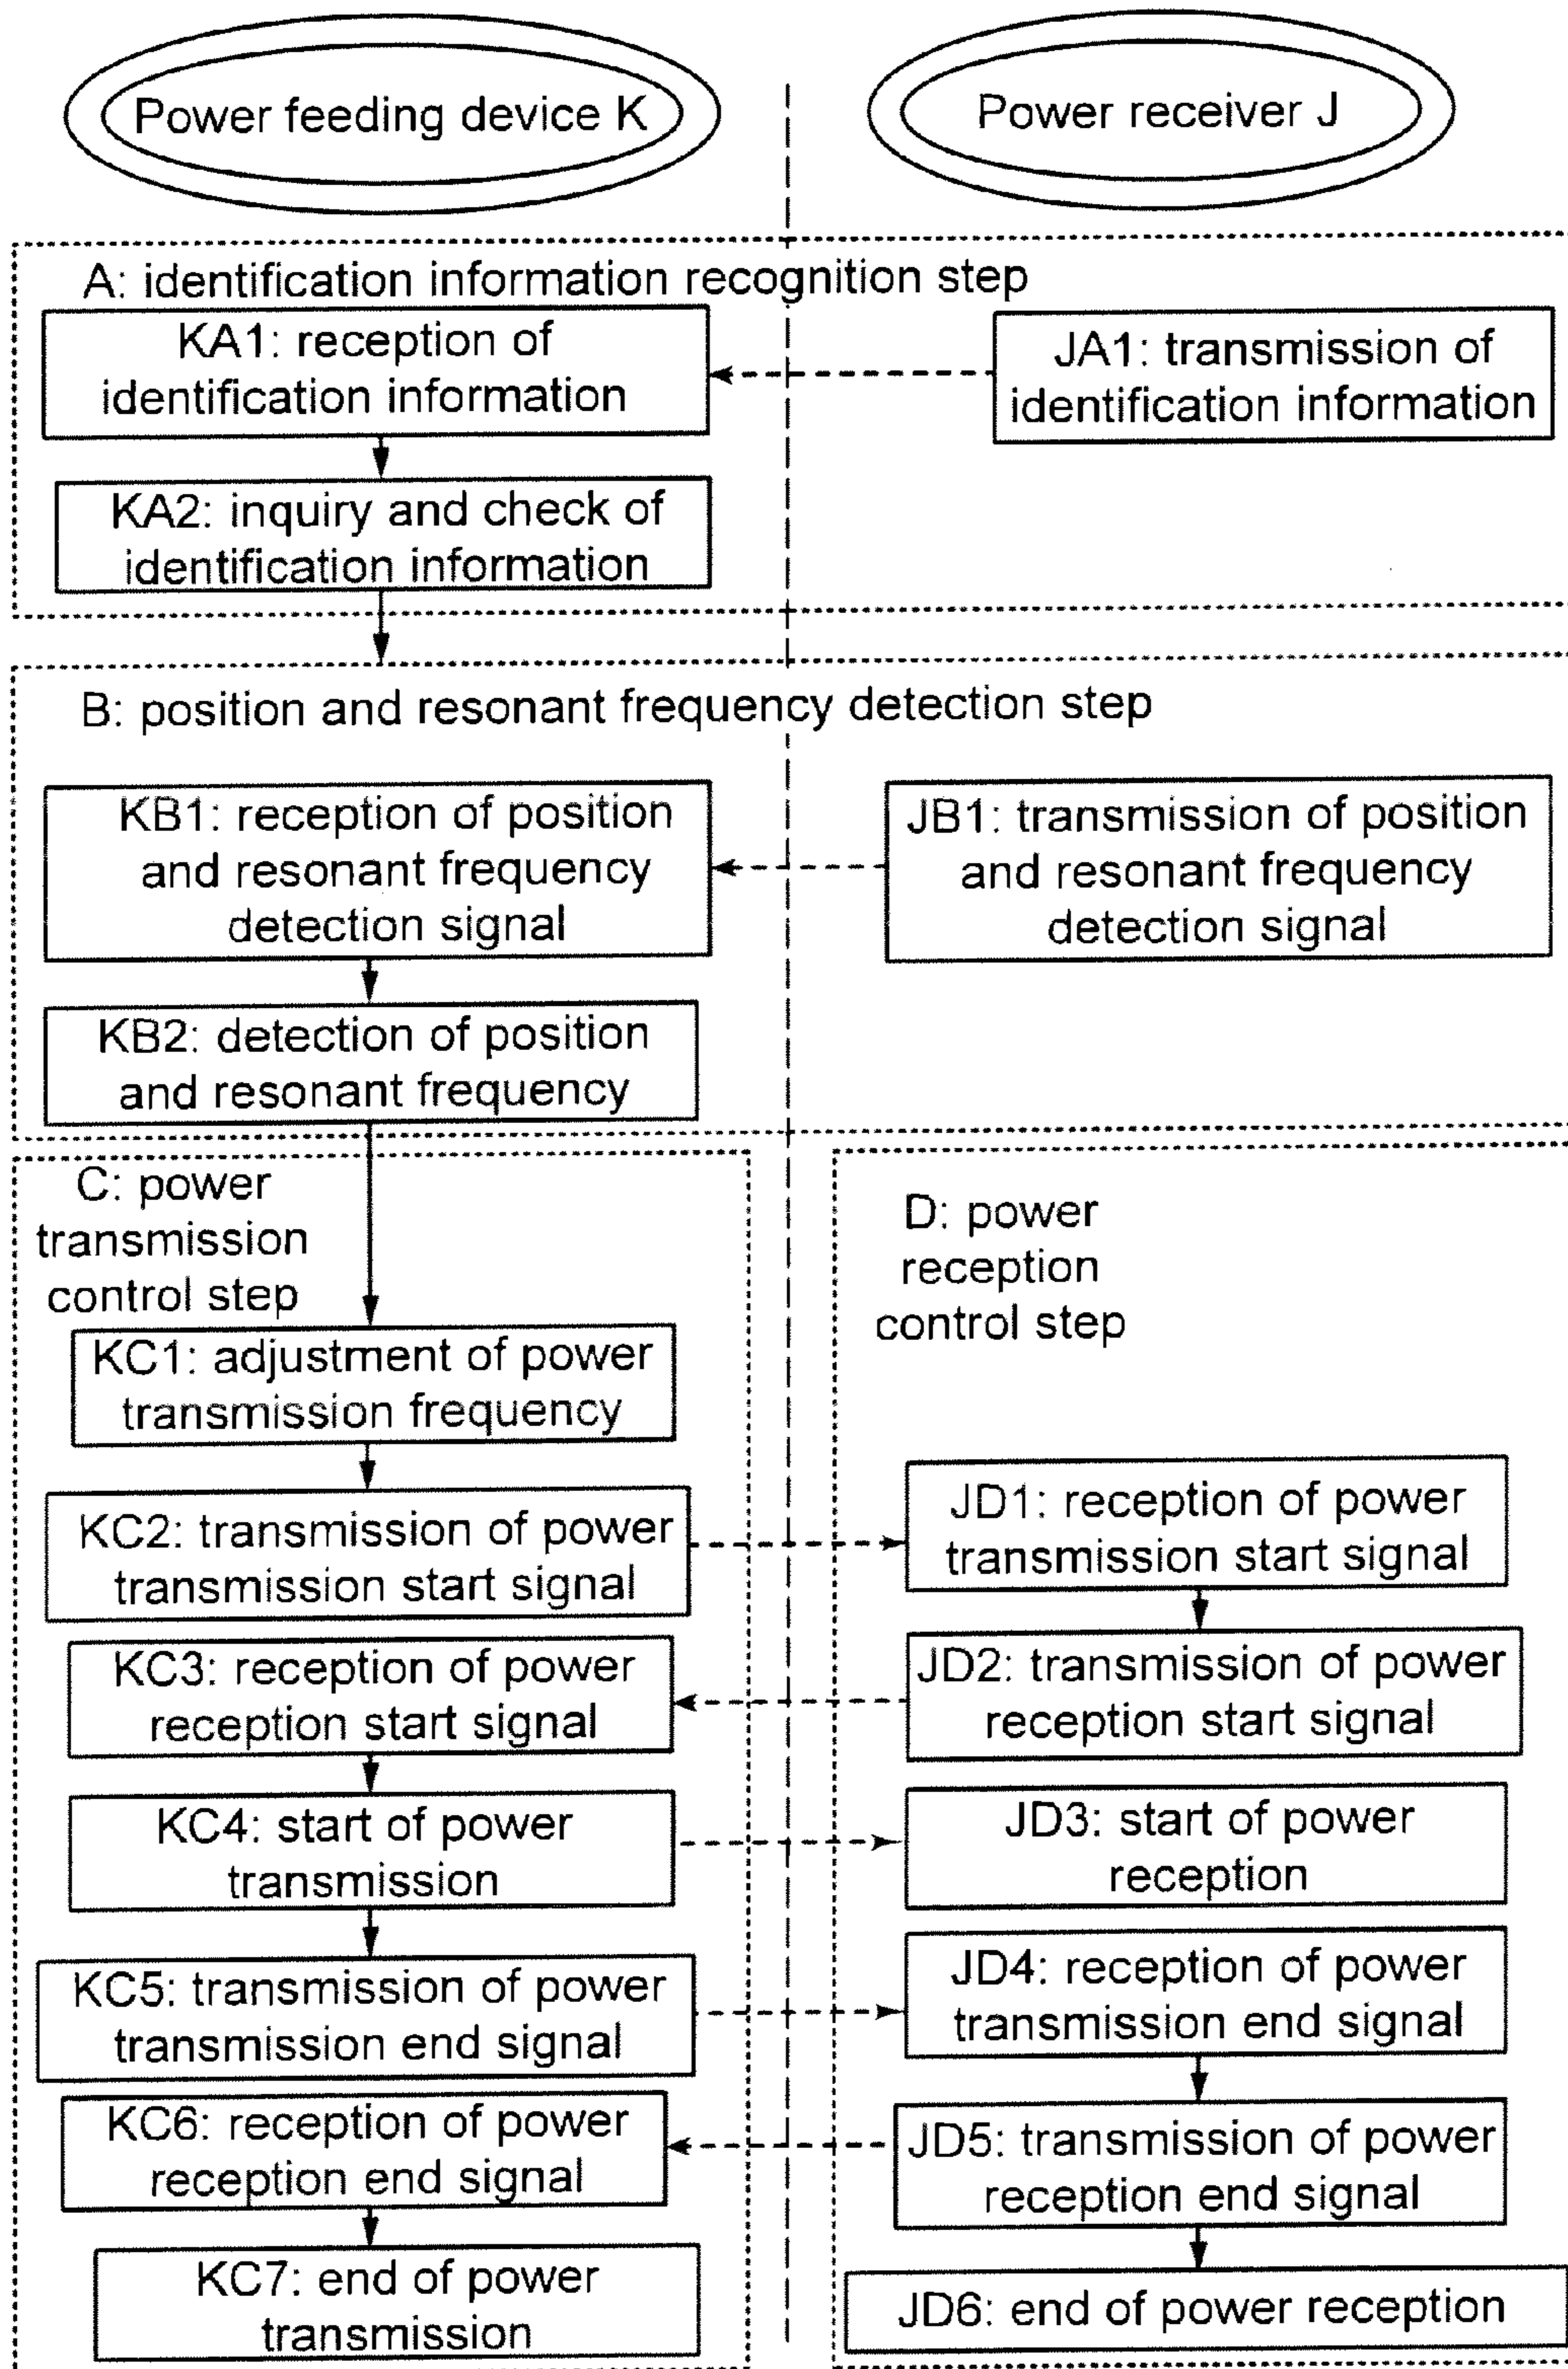 Power feeding device K
Power receiver J
A: identification information recognition step
KA1: reception of
identification information
JA1: transmission of
identification information
KA2: inquiry and check of
identification information
B: position and resonant frequency detection step
KB1: reception of position
and resonant frequency
detection signal
JB1: transmission of position
and resonant frequency
detection signal
KB2: detection of position
and resonant frequency
C: power
transmission
control step
D: power
reception
control step
KC1: adjustment of power
transmission frequency
KC2: transmission of power
transmission start signal
JD1: reception of power
transmission start signal
KC3: reception of power
reception start signal
JD2: transmission of power
reception start signal
KC4: start of power
transmission
JD3: start of power
reception
KC5: transmission of power
transmission end signal
JD4: reception of power
transmission end signal
KC6: reception of power
reception end signal
JD5: transmission of power
reception end signal
KC7: end of power
transmission
JD6: end of power reception